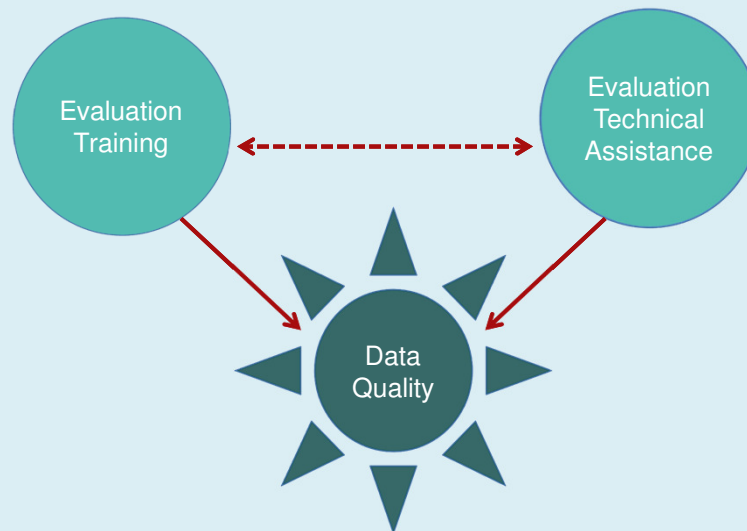 Evaluation
Training
Evaluation
Technical
Assistance
Data
Quality